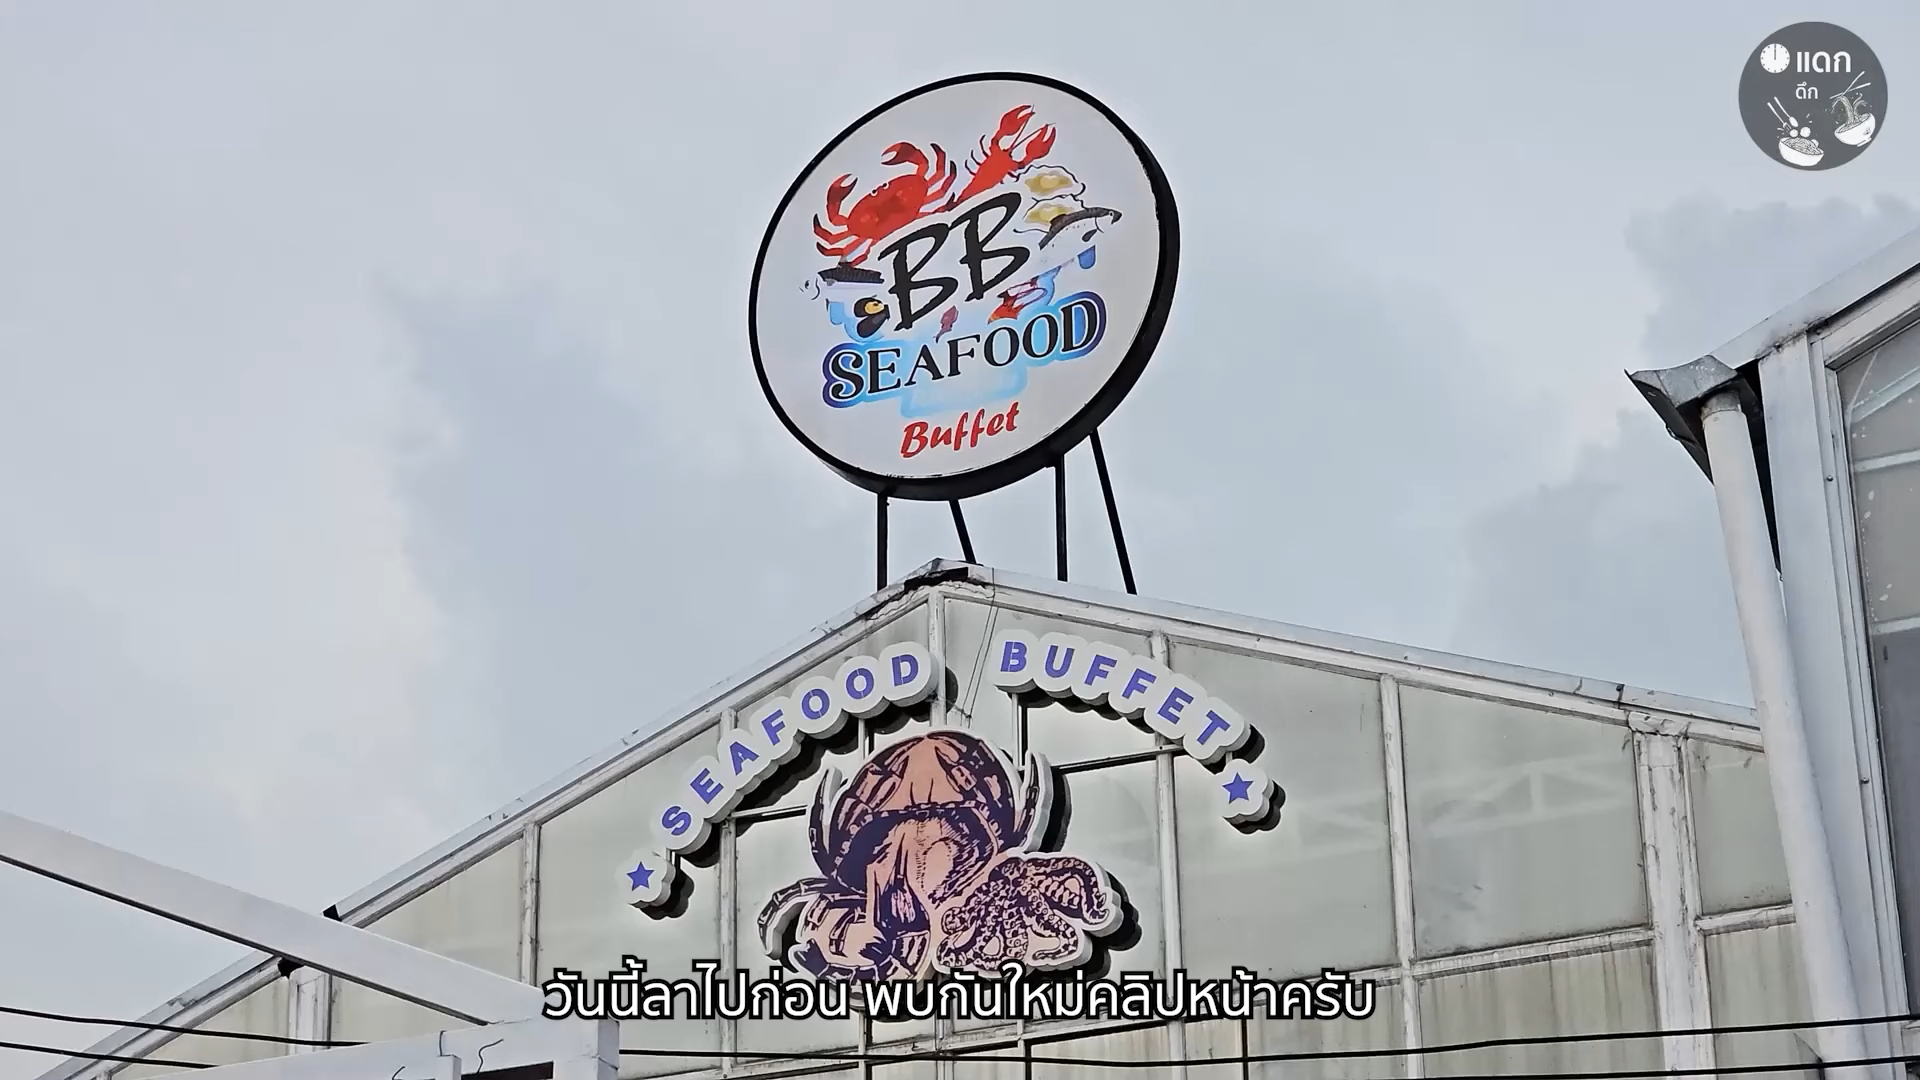 แดก
ดึก
BB
SEAFOOD
Buffet
SEAFOOD BUFFET
วันนี้ลาไปก่อน พบกันใหม่คลิปหน้าครับ